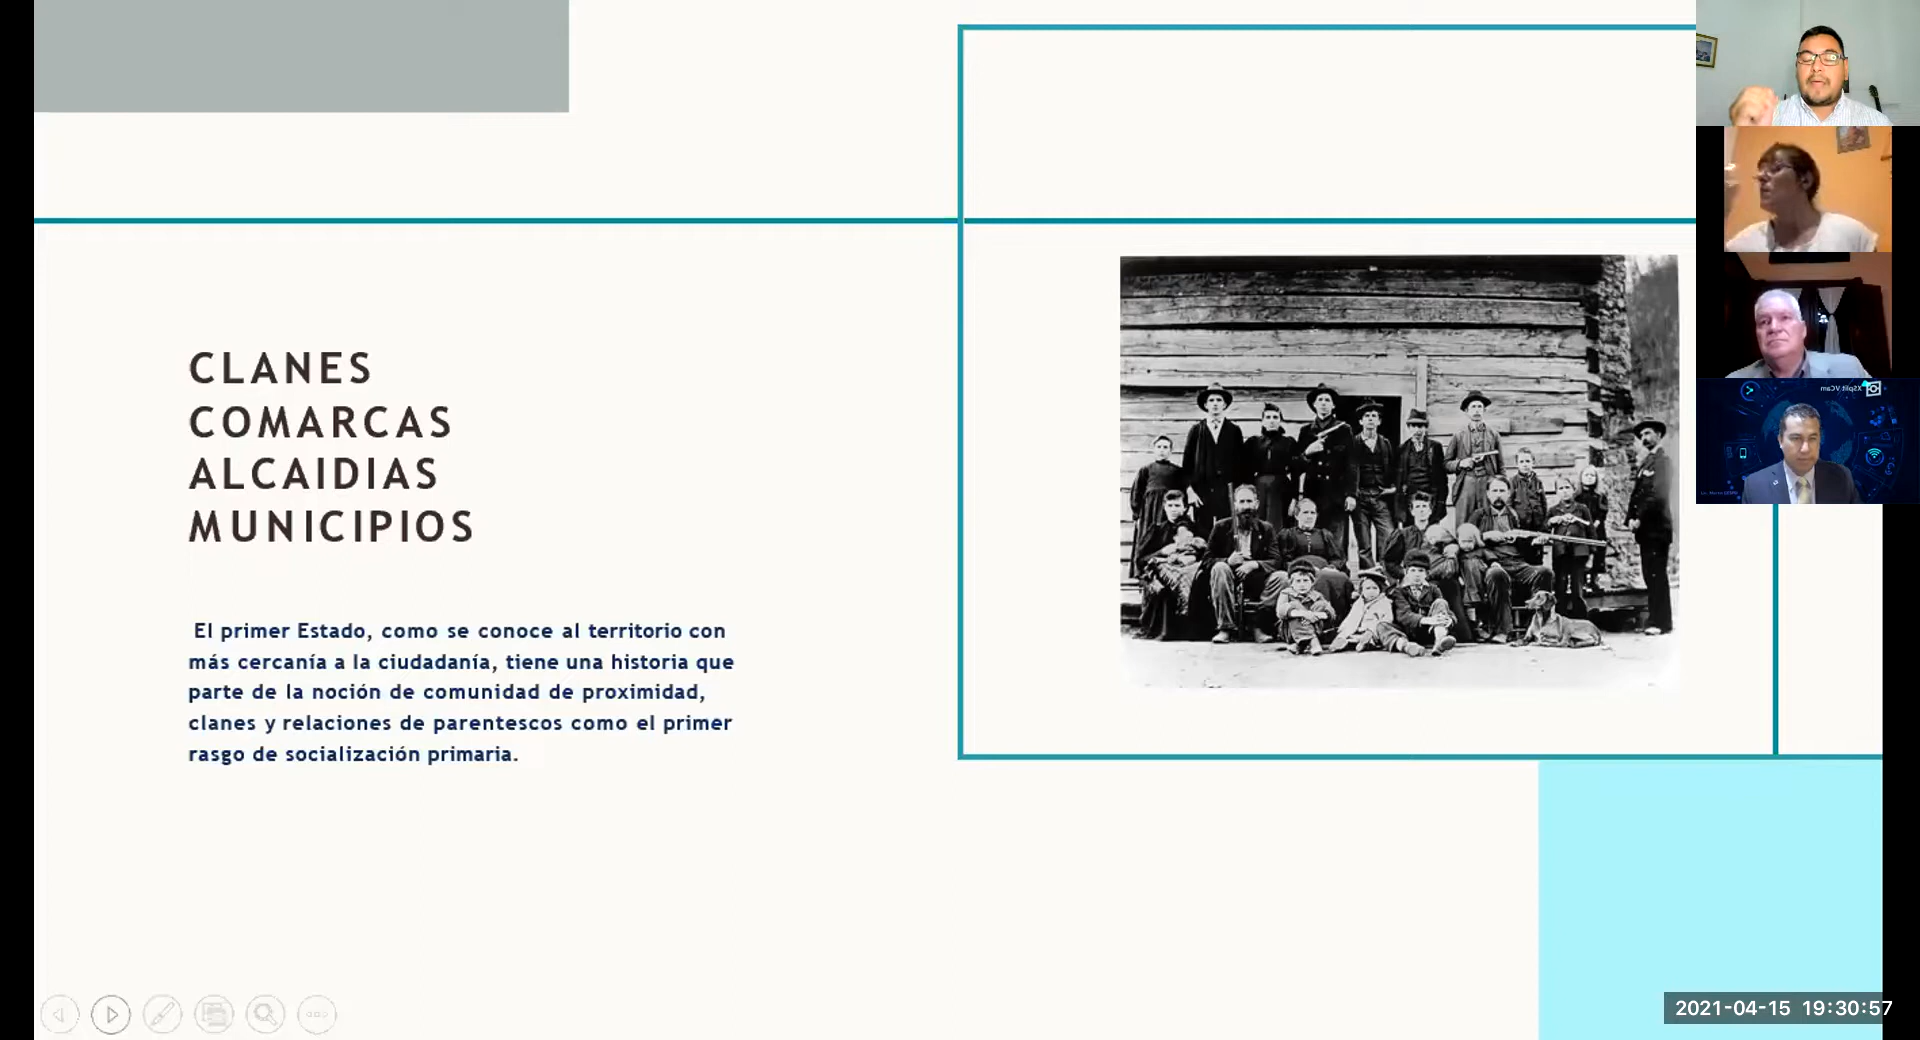 CLANES
COMARCAS
ALCAIDIAS
MUNICIPIOS
El primer Estado, como se conoce al territorio con
más cercanía a la ciudadanía, tiene una historia que
parte de la noción de comunidad de proximidad,
clanes y relaciones de parentescos como el primer
rasgo de socialización primaria.
XSplit VCam
2021-04-15 19:30:57